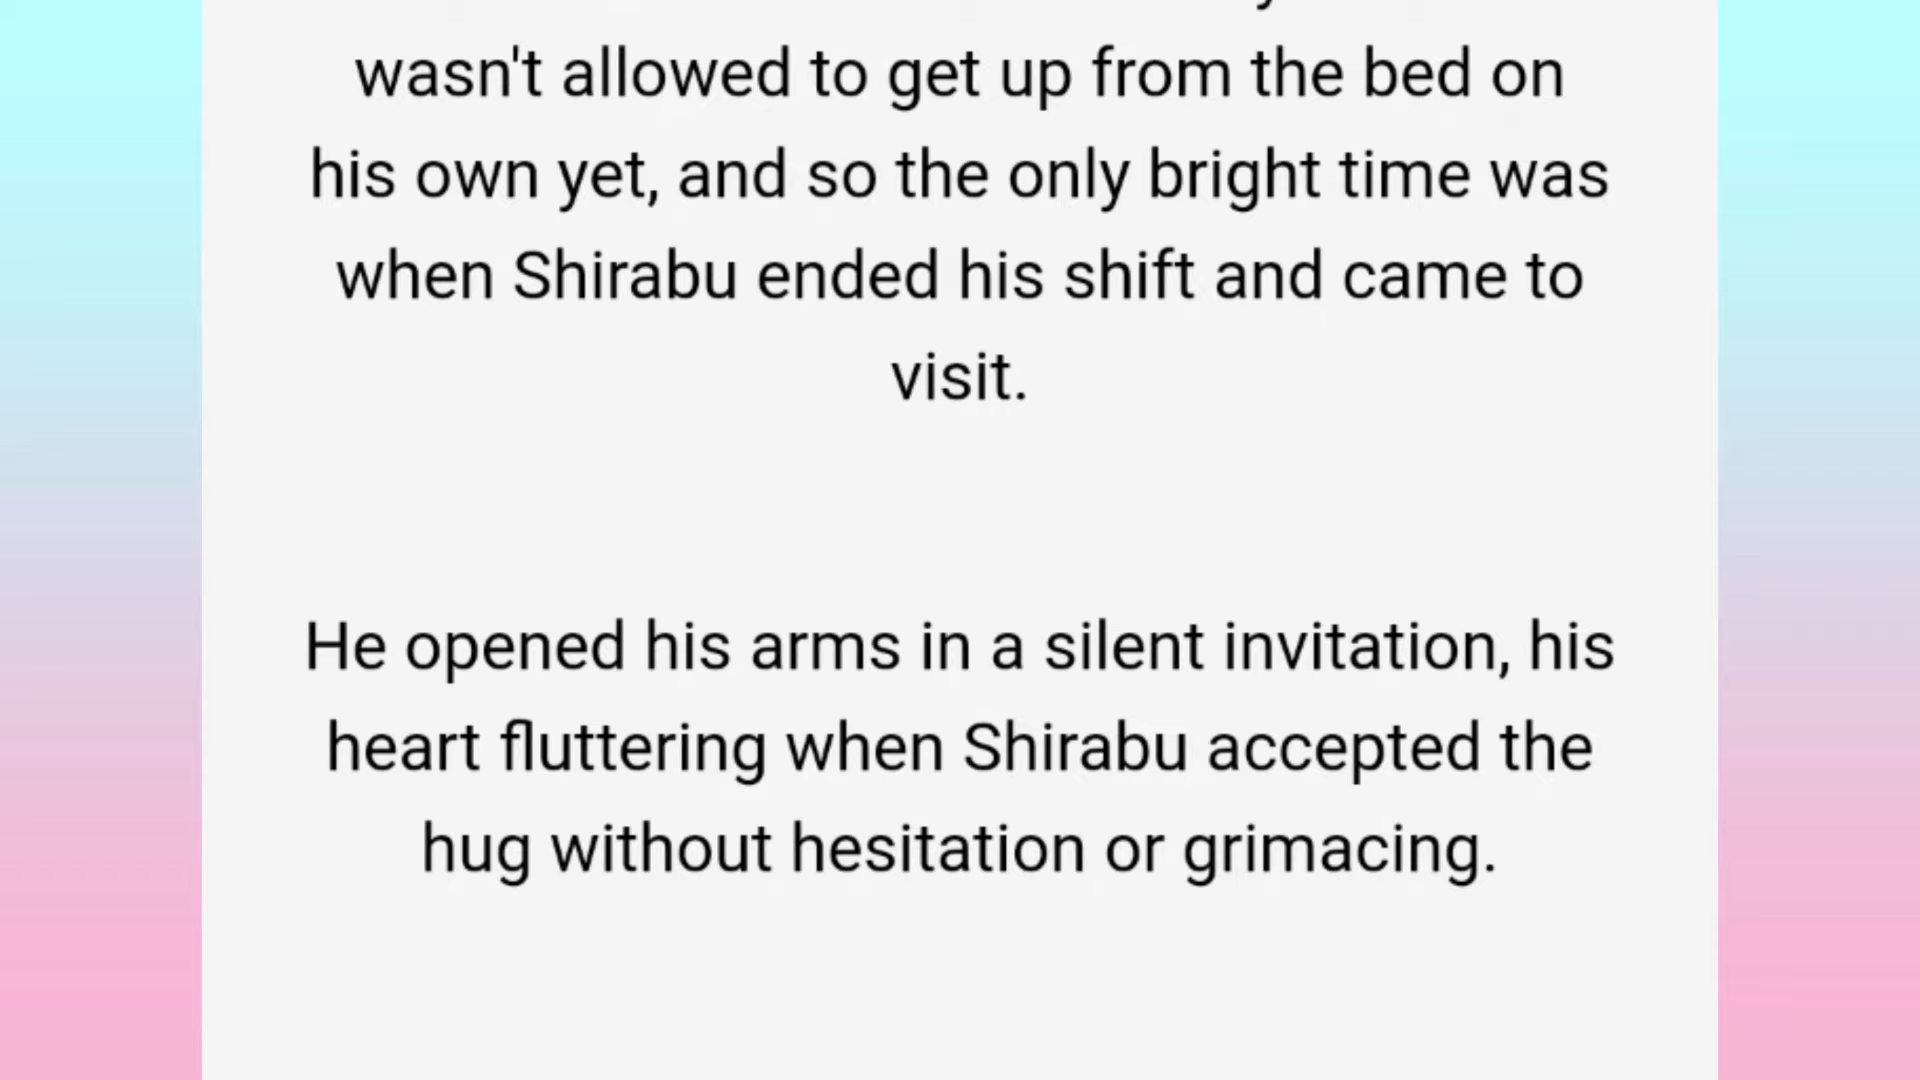 wasn't allowed to get up from the bed on
his own yet, and so the only bright time was
when Shirabu ended his shift and came to
visit.
He opened his arms in a silent invitation, his
heart fluttering when Shirabu accepted the
hug without hesitation or grimacing.